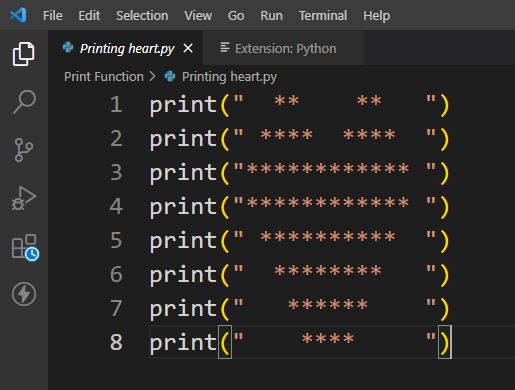 File Edit Selection View Go Run Terminal Help
Printing heart.py Extension: Python
Print Function > Printing heart.py
1 print("  **    **   ")
2 print(" ****  ****  ")
3 print("************ ")
4 print("************ ")
5 print(" **********  ")
6 print("  ********   ")
7 print("   ******    ")
8 print("    ****     ")